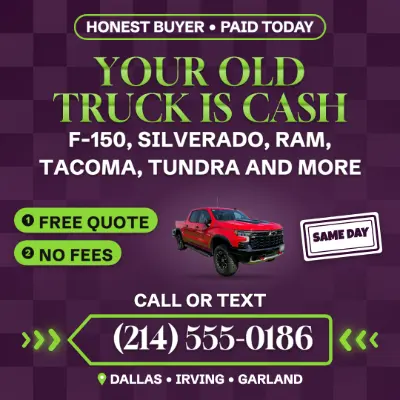 HONEST BUYER • PAID TODAY
YOUR OLD
TRUCK IS CASH
F-150, SILVERADO, RAM,
TACOMA, TUNDRA AND MORE
1 FREE QUOTE
2 NO FEES
SAME DAY
CALL OR TEXT
(214) 555-0186
DALLAS • IRVING • GARLAND